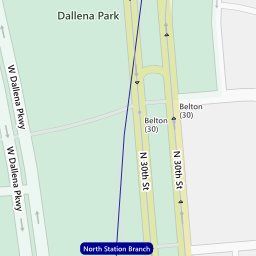 Dallena Park
W Dallena Pkwy
W Dallena Pkwy
Belton
(30)
Belton
(30)
N 30th St
N 30th St
North Station Branch